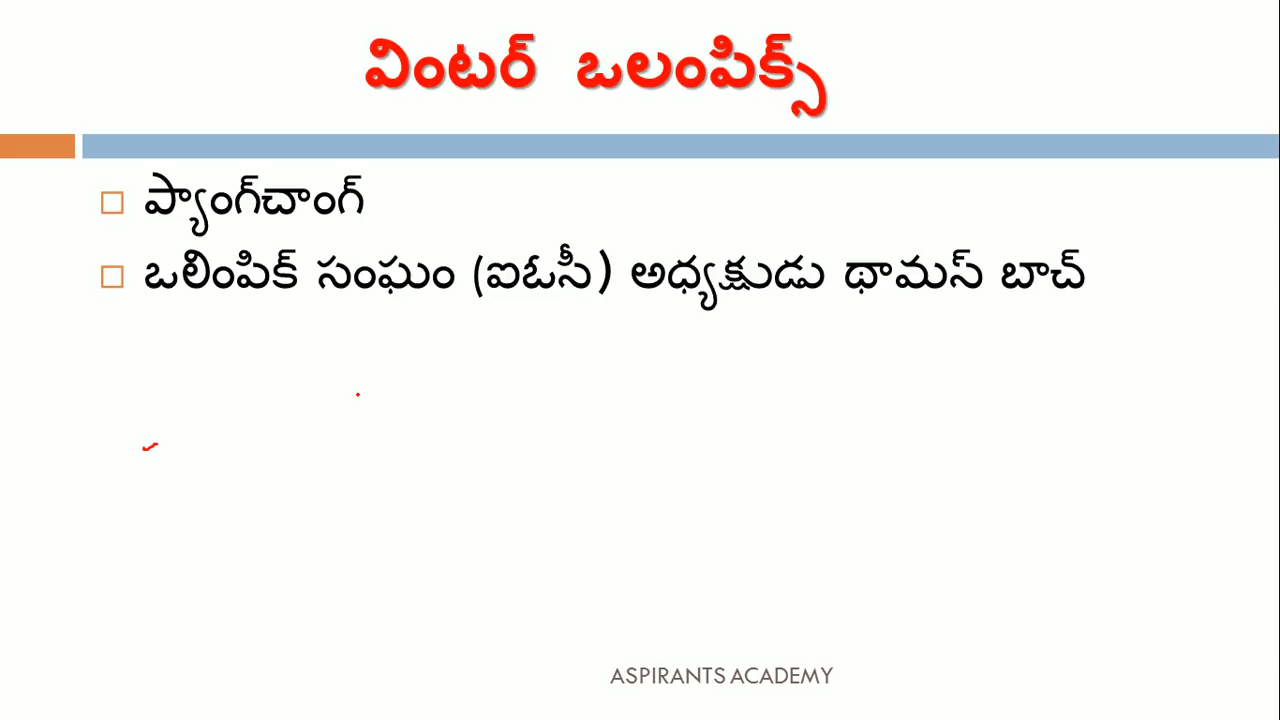 వింటర్ ఒలంపిక్స్
ప్యాంగ్‌చాంగ్
ఒలింపిక్ సంఘం (ఐఓసీ) అధ్యక్షుడు థామస్ బాచ్
ASPIRANTS ACADEMY